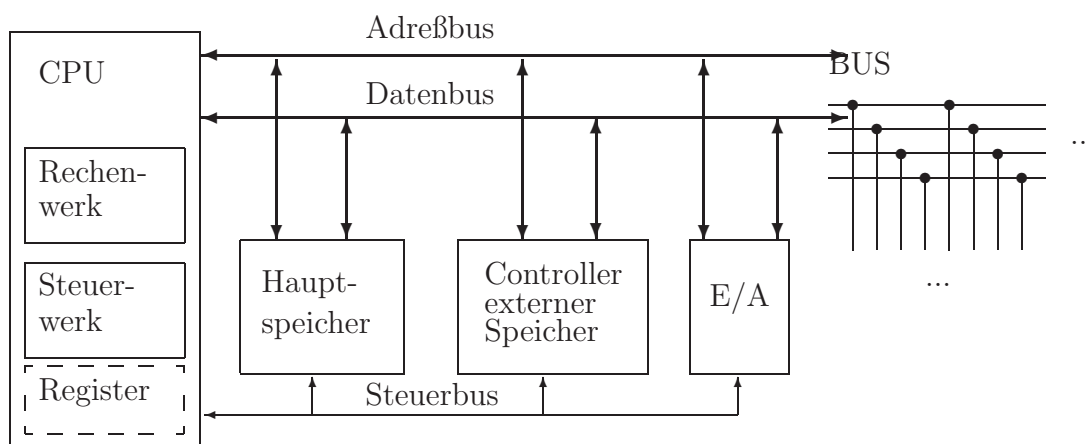 Adreßbus
CPU
BUS
Datenbus
Rechen-
werk
Steuer-
werk
Register
Haupt-
speicher
Controller
externer
Speicher
E/A
Steuerbus
...
...